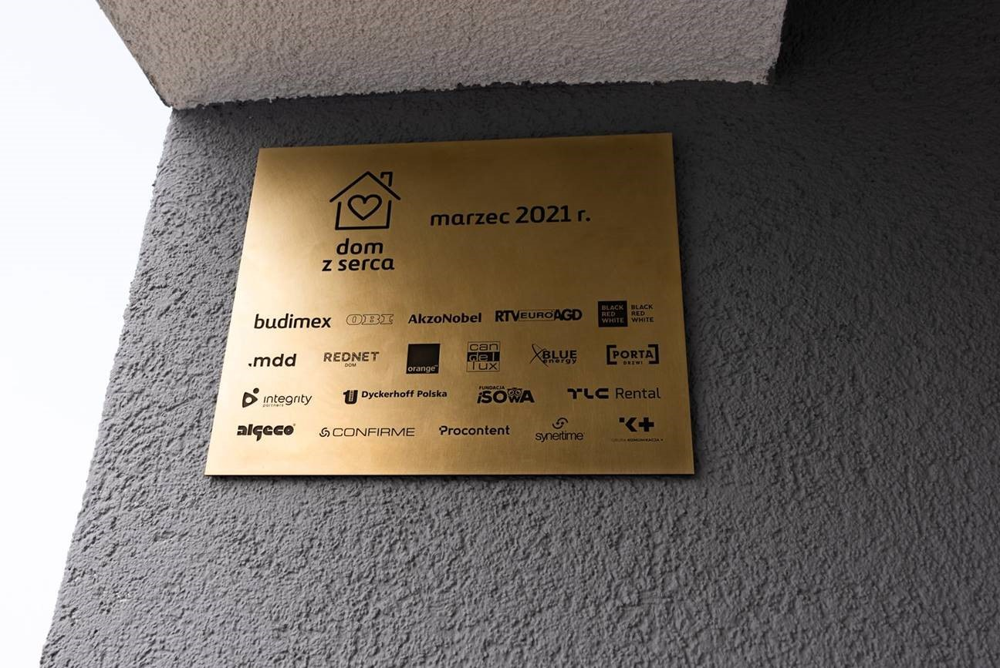 dom
z serca
marzec 2021 r.
budimex OBI AkzoNobel RTV EURO AGD BLACK RED WHITE BLACK RED WHITE
.mdd REDNET DOM orange can del lux BLUE energy [PORTA] DRZWI
integrity partners Dyckerhoff Polska FUNDACJA iSOWA TLC Rental
algeco CONFIRME Procontent synertime K+ GRUPA KOMUNIKACJA +